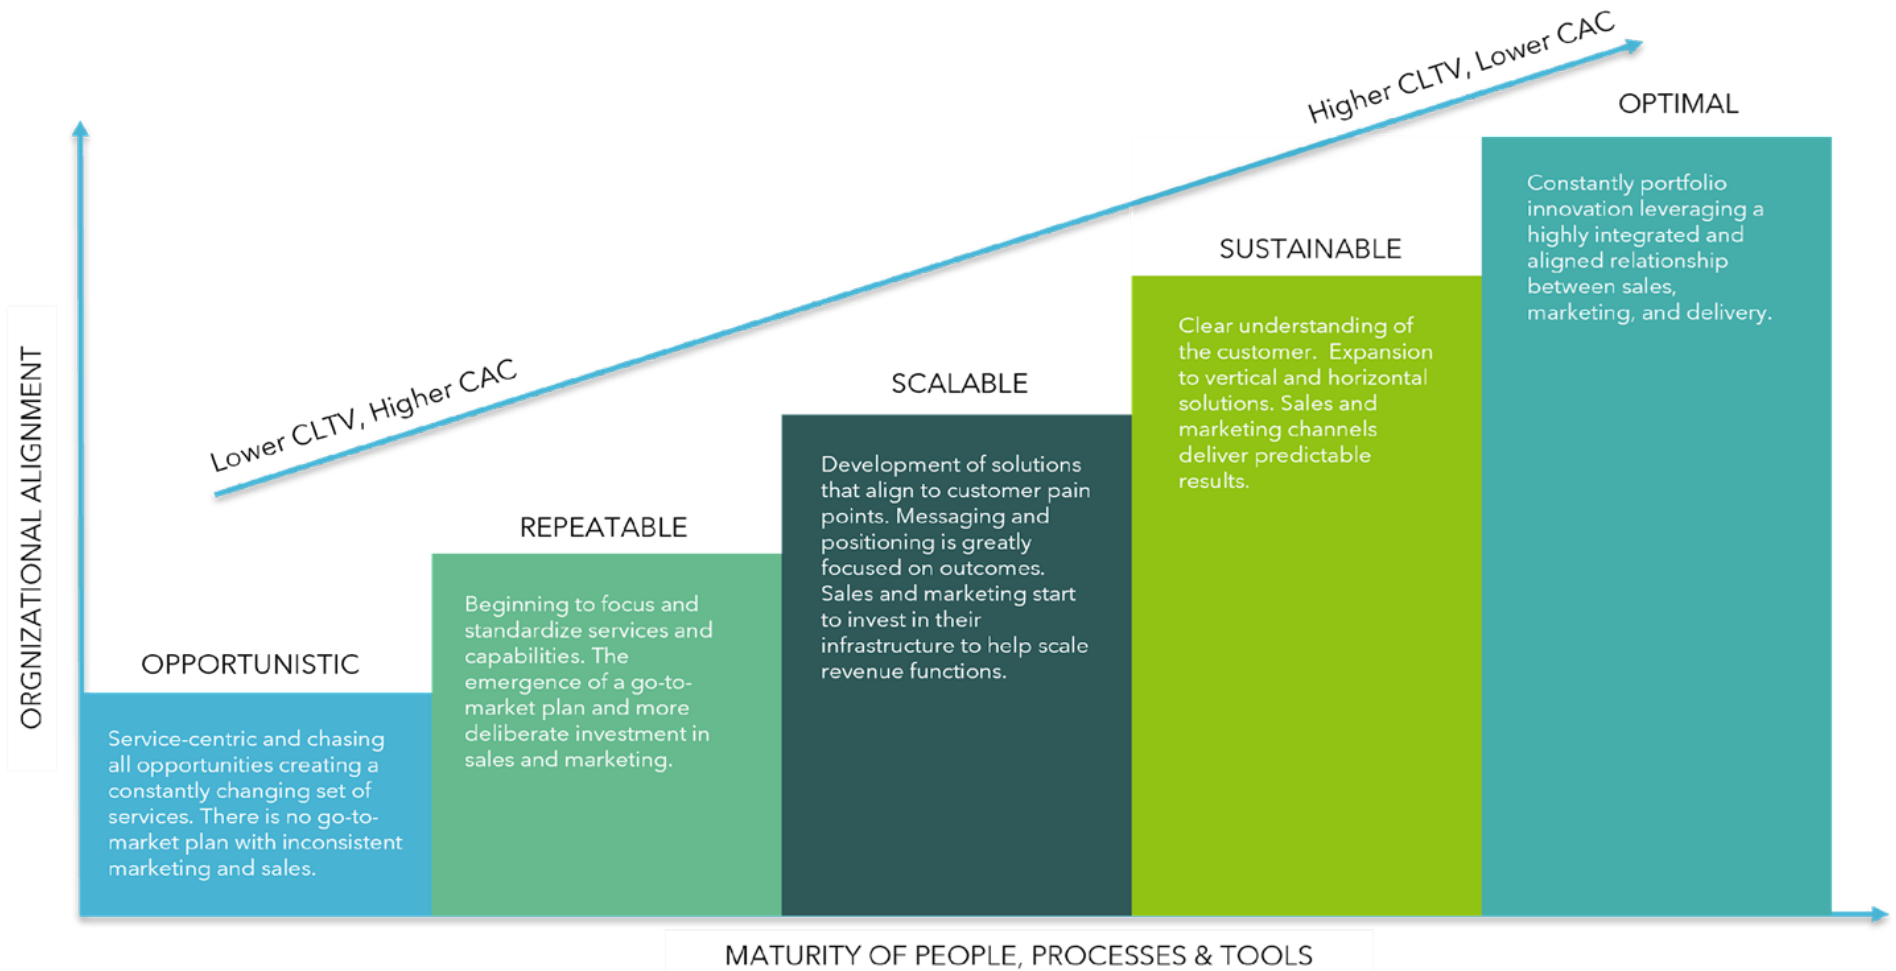 Higher CLTV, Lower CAC
OPTIMAL
Constantly portfolio
innovation leveraging a
highly integrated and
aligned relationship
between sales,
marketing, and delivery.
SUSTAINABLE
Clear understanding of
the customer. Expansion
to vertical and horizontal
solutions. Sales and
marketing channels
deliver predictable
results.
Lower CLTV, Higher CAC
SCALABLE
Development of solutions
that align to customer pain
points. Messaging and
positioning is greatly
focused on outcomes.
Sales and marketing start
to invest in their
infrastructure to help scale
revenue functions.
REPEATABLE
Beginning to focus and
standardize services and
capabilities. The
emergence of a go-to-
market plan and more
deliberate investment in
sales and marketing.
OPPORTUNISTIC
Service-centric and chasing
all opportunities creating a
constantly changing set of
services. There is no go-to-
market plan with inconsistent
marketing and sales.
ORGNIZATIONAL ALIGNMENT
MATURITY OF PEOPLE, PROCESSES & TOOLS